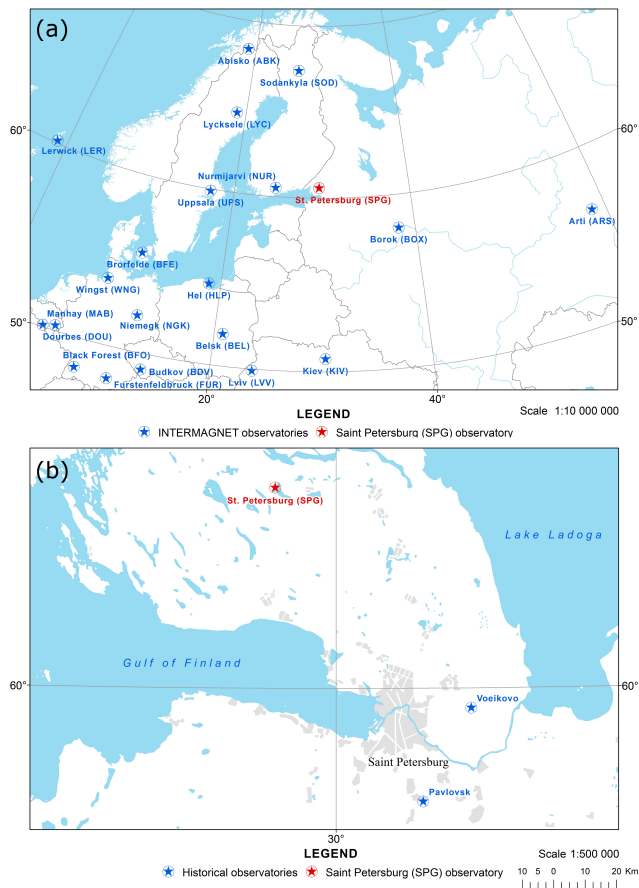 (a)
Abisko (ABK)
Sodankyla (SOD)
Lycksele (LYC)
60°
Lerwick (LER)
Nurmijarvi (NUR)
Uppsala (UPS)
St. Petersburg (SPG)
Arti (ARS)
Borok (BOX)
Brorfelde (BFE)
Wingst (WNG)
Hel (HLP)
Manhay (MAB)
50°
Niemegk (NGK)
60°
50°
Dourbes (DOU)
Belsk (BEL)
Black Forest (BFO)
Budkov (BDV)
Kiev (KIV)
Furstenfeldbruck (FUR)
Lviv (LVV)
20°
40°
LEGEND
Scale 1:10 000 000
INTERMAGNET observatories
Saint Petersburg (SPG) observatory
(b)
St. Petersburg (SPG)
Lake Ladoga
Gulf of Finland
60°
60°
Voeikovo
Saint Petersburg
Pavlovsk
30°
LEGEND
Scale 1:500 000
Historical observatories
Saint Petersburg (SPG) observatory
10 5 0 10 20 Km